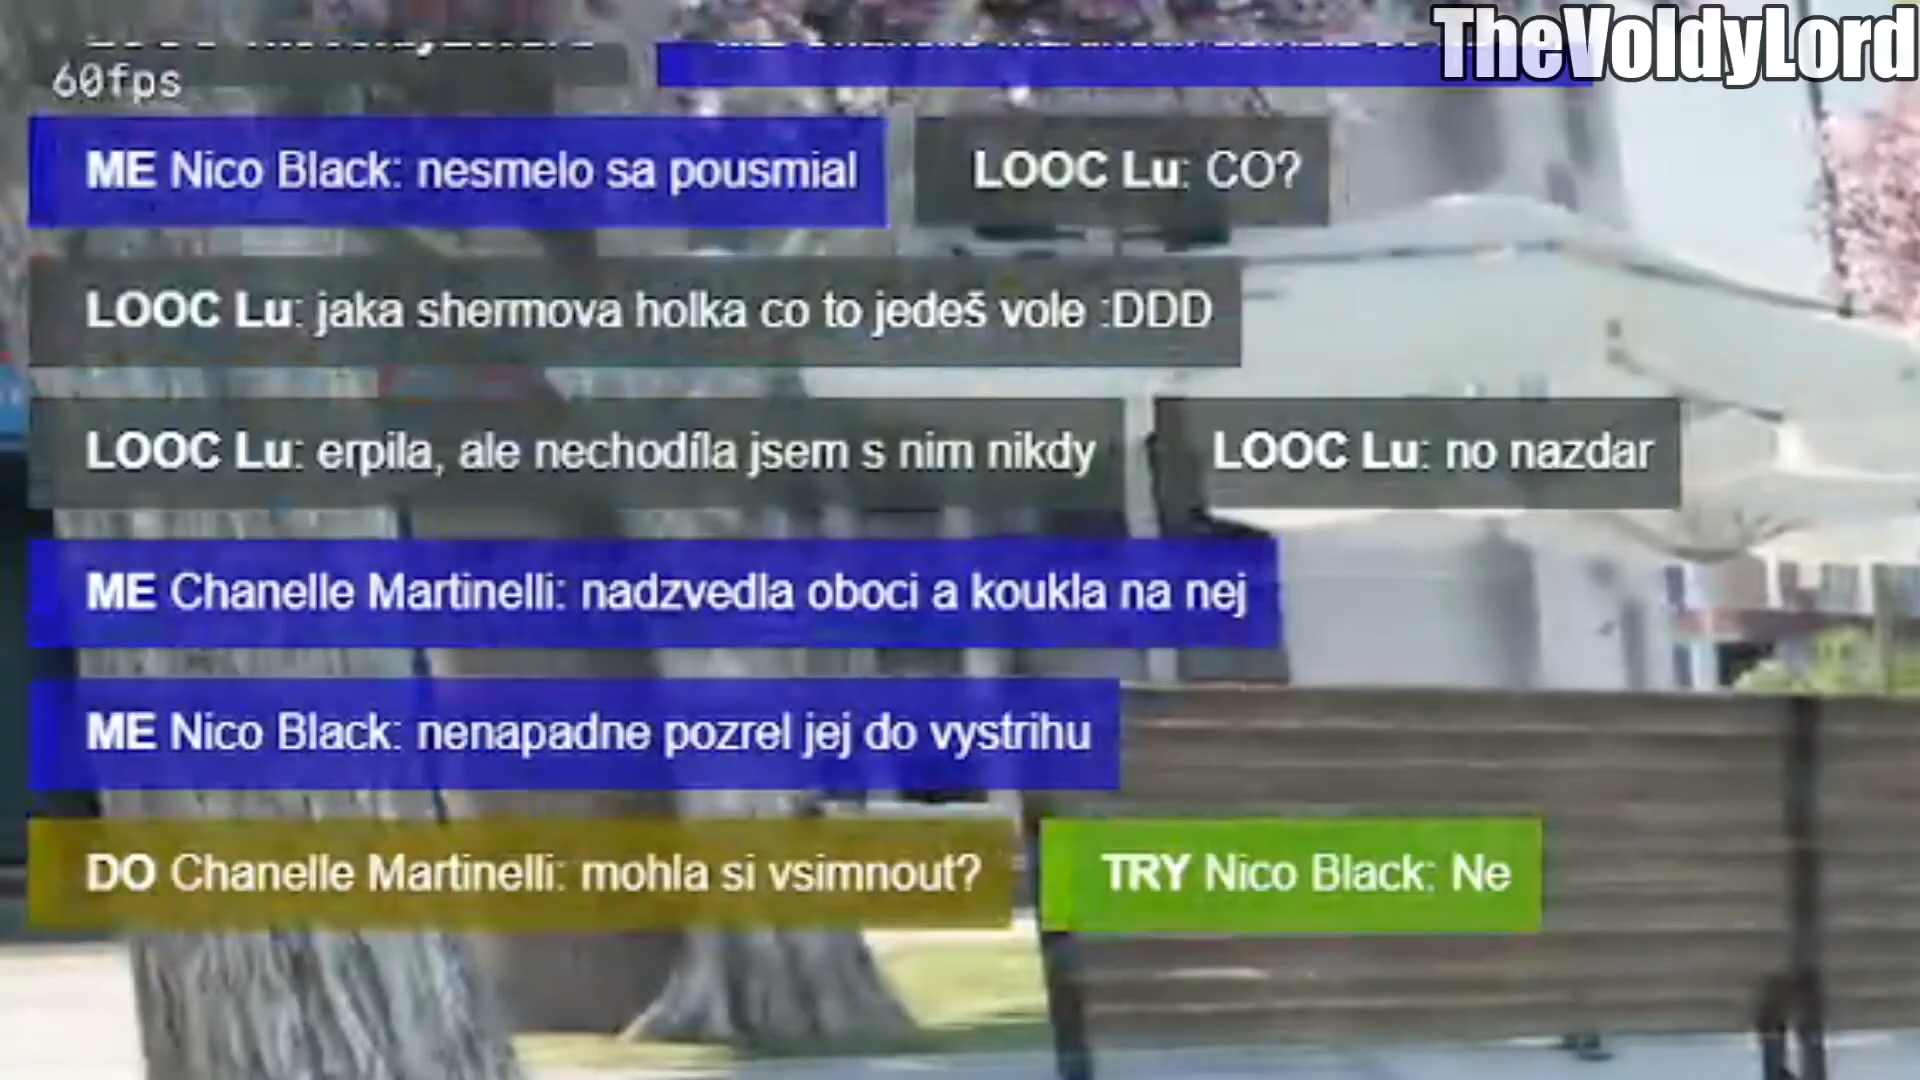 TheVoldyLord
60fps
ME Nico Black: nesmelo sa pousmial
LOOC Lu: CO?
LOOC Lu: jaka shermova holka co to jedeš vole :DDD
LOOC Lu: erpila, ale nechodíla jsem s nim nikdy
LOOC Lu: no nazdar
ME Chanelle Martinelli: nadzvedla oboci a koukla na nej
ME Nico Black: nenapadne pozrel jej do vystrihu
DO Chanelle Martinelli: mohla si vsimnout?
TRY Nico Black: Ne